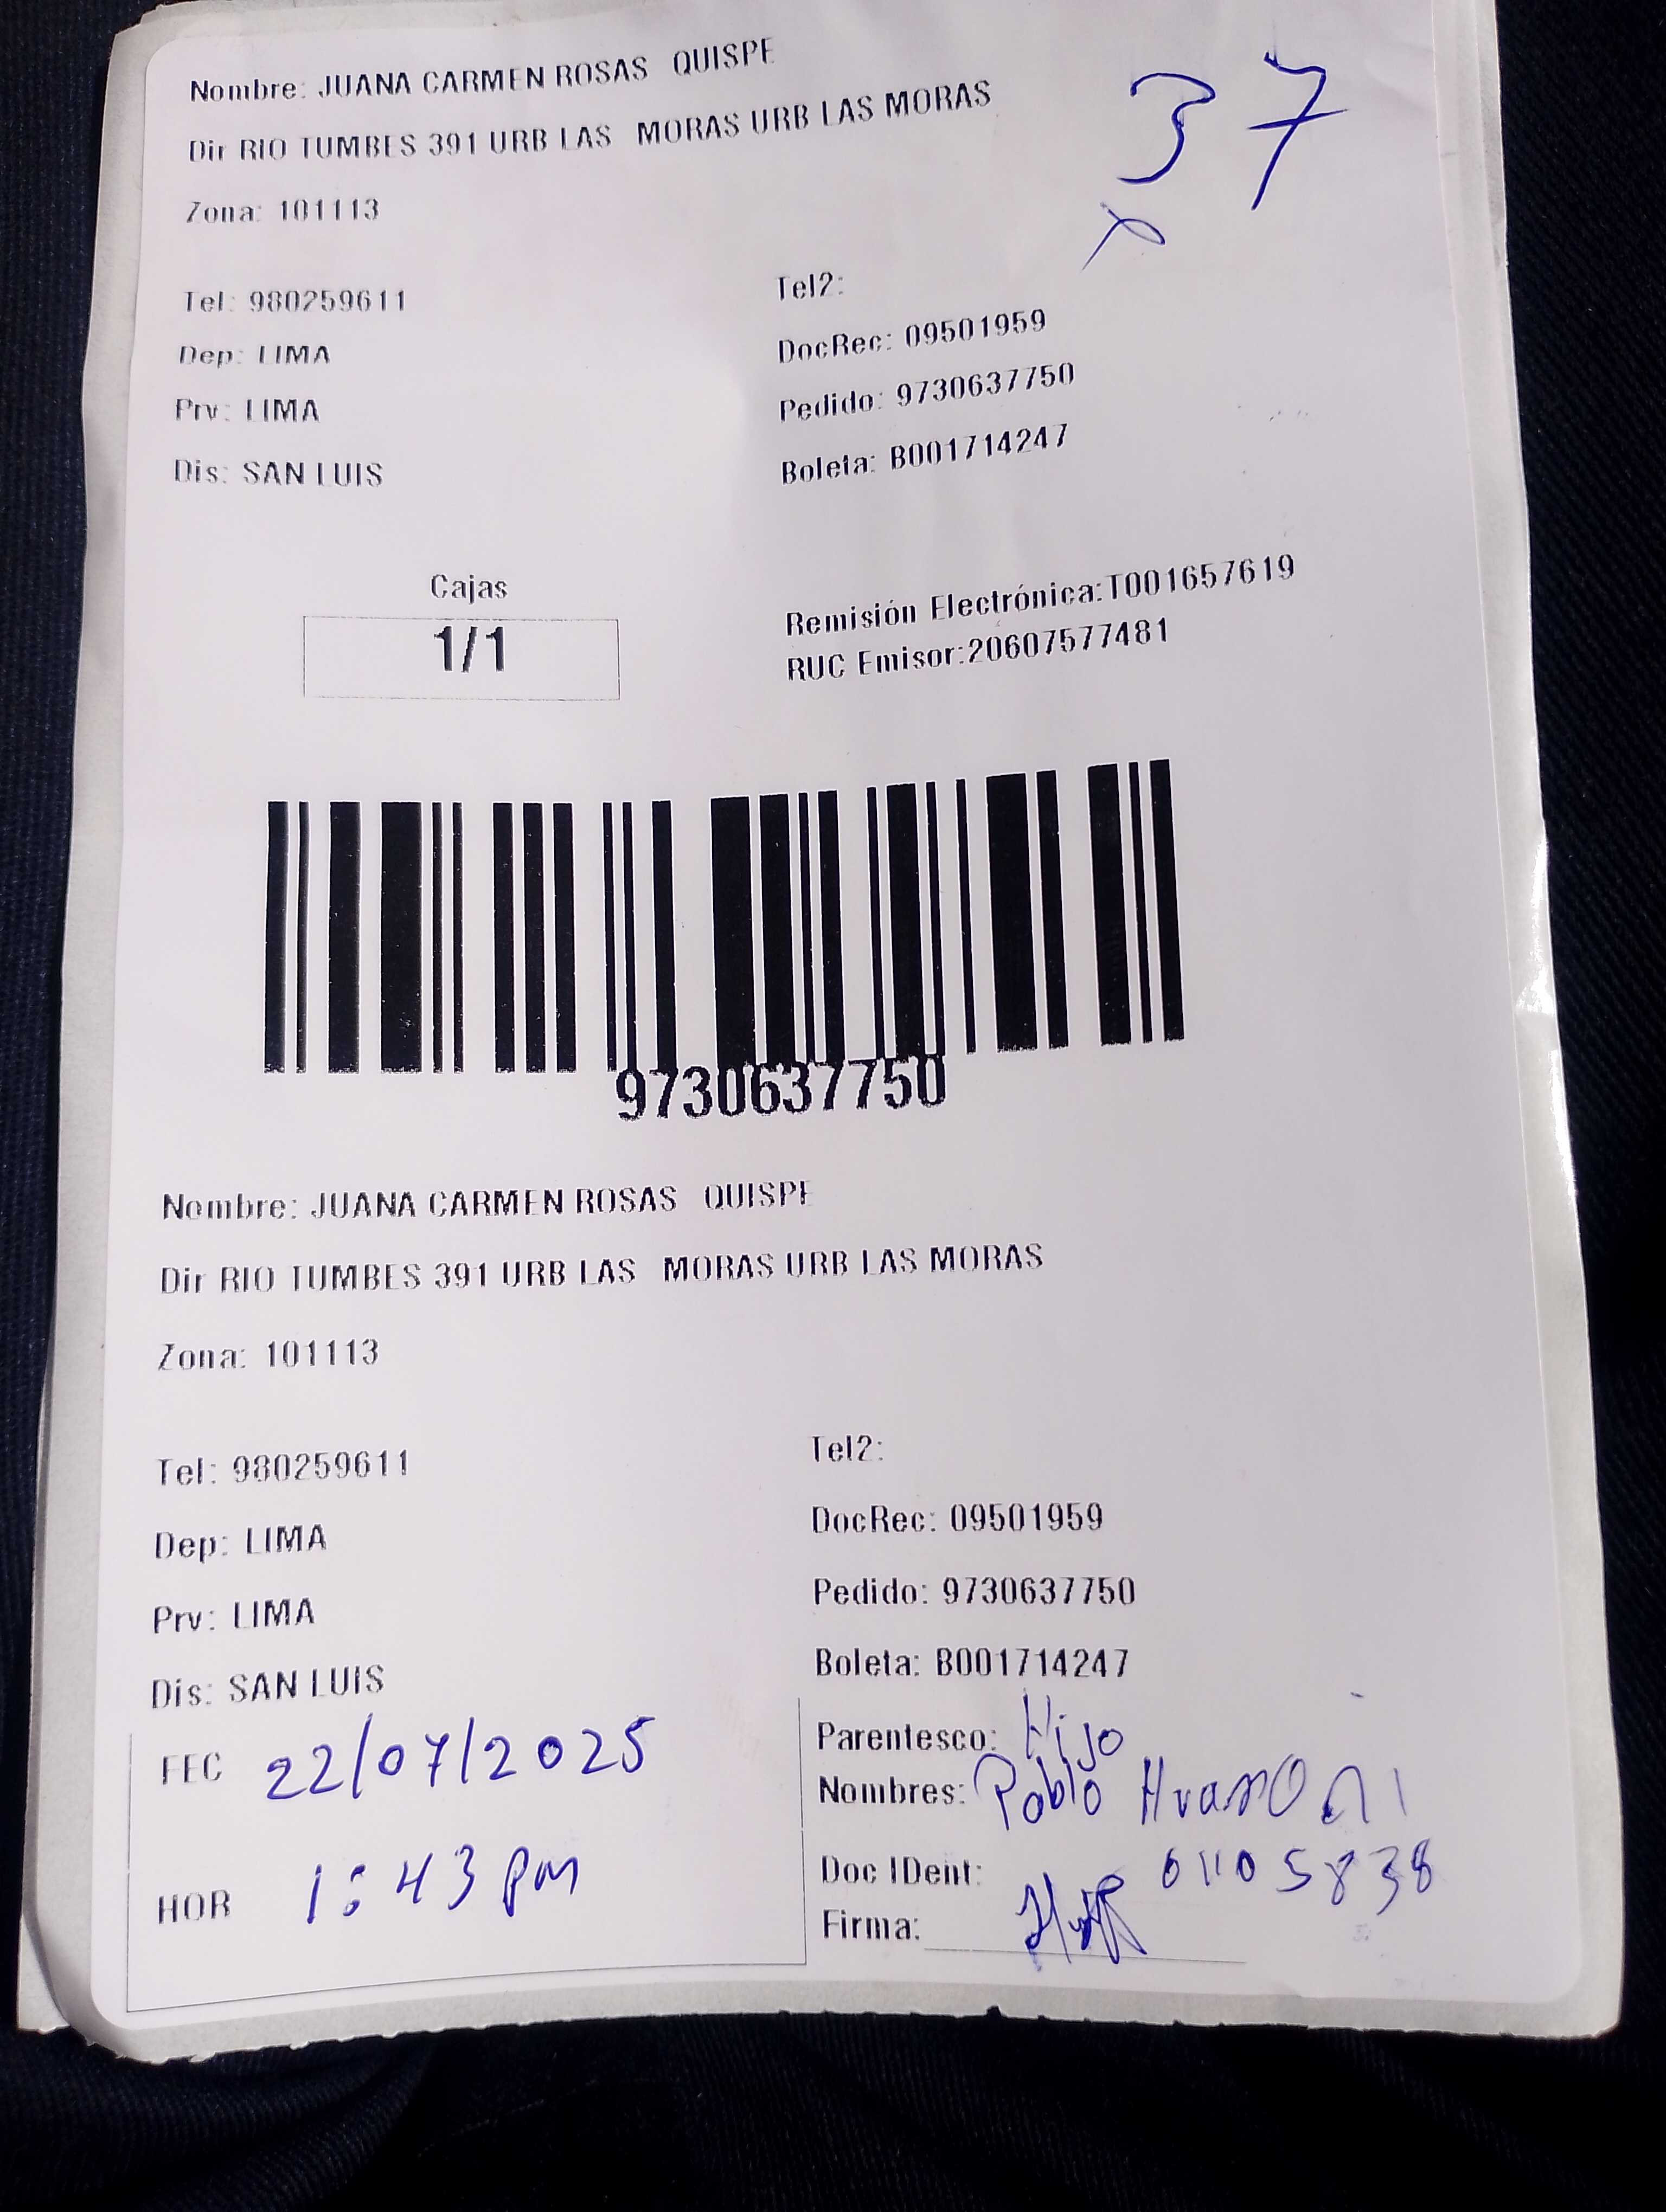 Nombre: JUANA CARMEN ROSAS QUISPE
Dir RIO TUMBES 391 URB LAS MORAS URB LAS MORAS
37
Zona: 101113
Tel: 980259611
Tel2:
Dep: LIMA
DocRec: 09501959
Prv: LIMA
Pedido: 9730637750
Dis: SAN LUIS
Boleta: B001714247
Cajas
1/1
Remisión Electrónica:T001657619
RUC Emisor:20607577481
9730637750
Nombre: JUANA CARMEN ROSAS QUISPE
Dir RIO TUMBES 391 URB LAS MORAS URB LAS MORAS
Zona: 101113
Tel: 980259611
Tel2:
Dep: LIMA
DocRec: 09501959
Prv: LIMA
Pedido: 9730637750
Dis: SAN LUIS
Boleta: B001714247
FEC 22/07/2025
Parentesco: Hijo
Nombres: Pablo
HOR 1:43 pm
Doc IDent:
Firma: